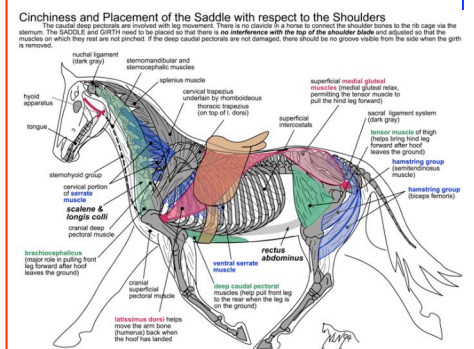 Cinchiness and Placement of the Saddle with respect to the Shoulders
The caudal deep pectorals are involved with leg movement. There is no clavicle in a horse to connect the shoulder bones to the rib cage via the
sternum. The SADDLE and GIRTH need to be placed so that there is no interference with the top of the shoulder blade and adjusted so that the
muscles on which they rest are not pinched. If the deep caudal pectorals are not damaged, there should be no groove visible from the side when the girth
is removed.
nuchal ligament
(dark gray)
sternomandibular and
sternocephalic muscles
splenius muscle
cervical trapezius
underlain by rhomboideous
thoracic trapezius
(on top of l. dorsi)
superficial
intercostals
superficial medial gluteal
muscles (medial gluteal relax,
permitting the tensor muscle to
pull the hind leg forward)
sacral ligament system
(dark gray)
tensor muscle of thigh
(helps bring hind leg
forward after hoof
leaves the ground)
hamstring group
(semitendinosus
muscle)
hamstring group
(biceps femoris)
hyoid
apparatus
tongue
sternohyoid group
cervical portion
of serrate
muscle
scalene &
longis colli
cranial deep
pectoral muscle
brachiocephalicus
(major role in pulling front
leg forward after hoof
leaves the ground)
cranial
superficial
pectoral muscle
latissimus dorsi helps
move the arm bone
(humerus) back when
the hoof has landed
ventral serrate
muscle
deep caudal pectoral
muscles (help pull front leg
to the rear when the leg is
on the ground)
rectus
abdominus